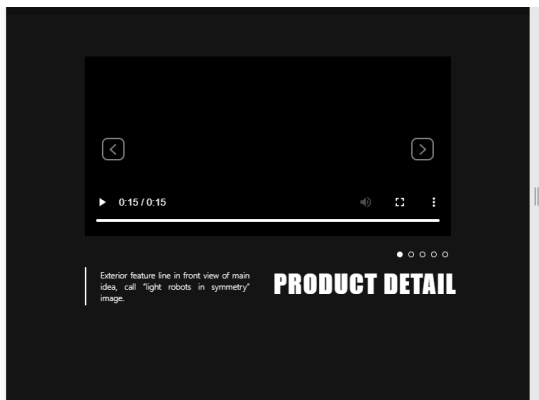 0:15 / 0:15
Exterior feature line in front view of main
idea, call "light robots in symmetry"
image.
PRODUCT DETAIL